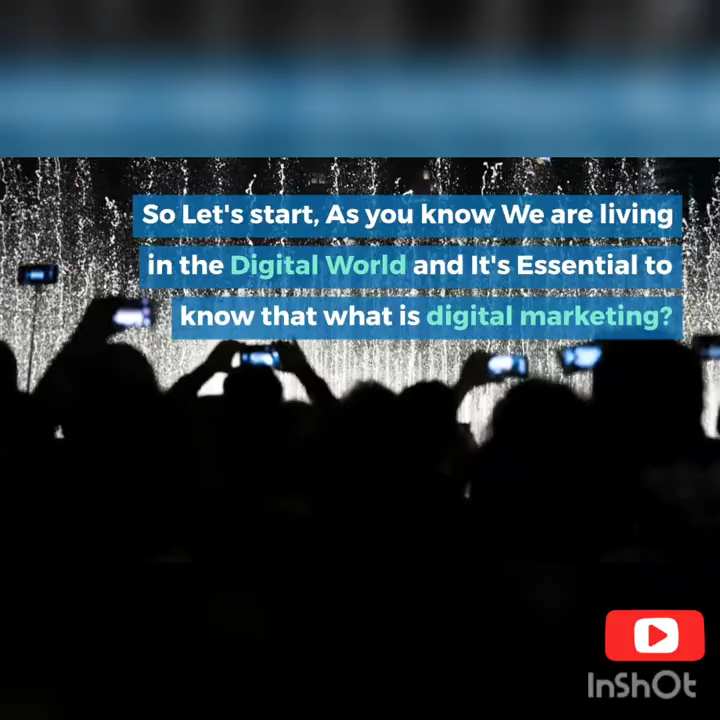 So Let's start, As you know We are living
in the Digital World and It's Essential to
know that what is digital marketing?
InShOt